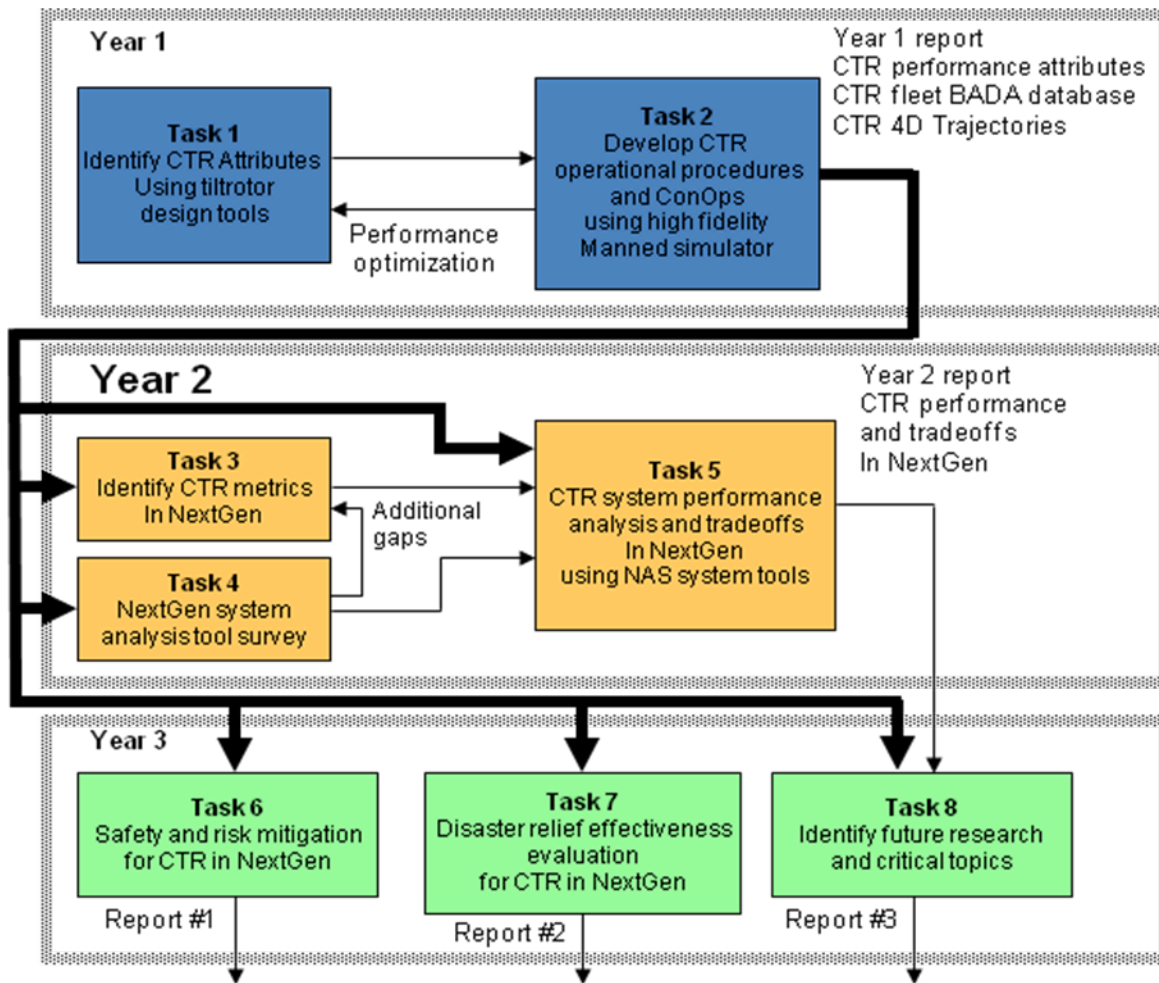 Year 1
Year 1 report
CTR performance attributes
CTR fleet BADA database
CTR 4D Trajectories
Task 1
Identify CTR Attributes
Using tiltrotor
design tools
Performance
optimization
Task 2
Develop CTR
operational procedures
and ConOps
using high fidelity
Manned simulator
Year 2
Year 2 report
CTR performance
and tradeoffs
In NextGen
Task 3
Identify CTR metrics
In NextGen
Additional
gaps
Task 4
NextGen system
analysis tool survey
Task 5
CTR system performance
analysis and tradeoffs
In NextGen
using NAS system tools
Year 3
Task 6
Safety and risk mitigation
for CTR in NextGen
Report #1
Task 7
Disaster relief effectiveness
evaluation
for CTR in NextGen
Report #2
Task 8
Identify future research
and critical topics
Report #3